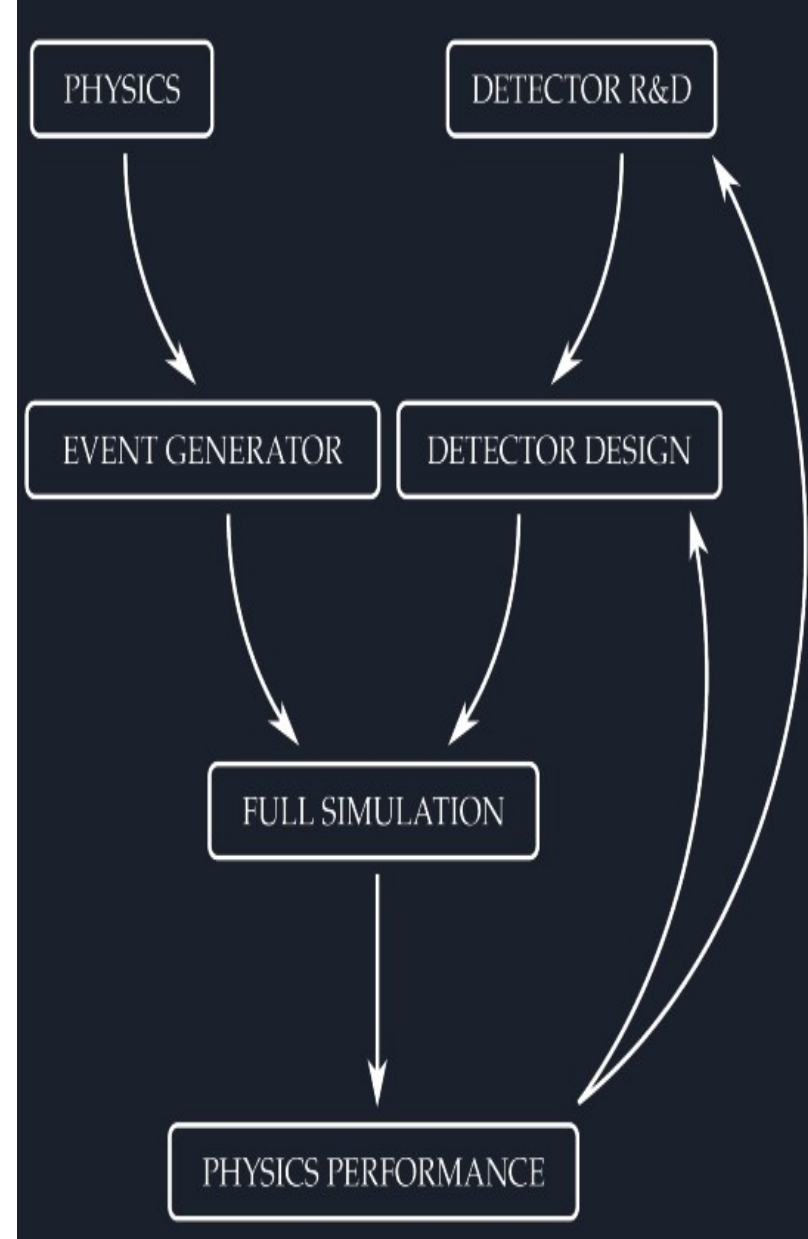 PHYSICS
DETECTOR R&D
EVENT GENERATOR
DETECTOR DESIGN
FULL SIMULATION
PHYSICS PERFORMANCE